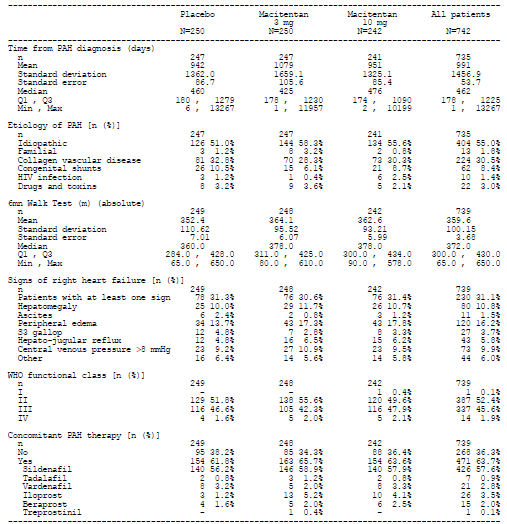 Placebo Macitentan Macitentan All patients
3 mg 10 mg
N=250 N=250 N=242 N=742
Time from PAH diagnosis (days)
n 247 247 241 735
Mean 942 1079 951 991
Standard deviation 1362.0 1659.1 1325.1 1456.9
Standard error 86.7 105.6 85.4 53.7
Median 460 425 476 462
Q1 , Q3 180 , 1279 178 , 1230 174 , 1090 178 , 1225
Min , Max 6 , 13267 1 , 11957 2 , 10199 1 , 13267
Etiology of PAH [n (%)]
n 247 247 241 735
Idiopathic 126 51.0% 144 58.3% 134 55.6% 404 55.0%
Familial 3 1.2% 8 3.2% 2 0.8% 13 1.8%
Collagen vascular disease 81 32.8% 70 28.3% 73 30.3% 224 30.5%
Congenital shunts 26 10.5% 15 6.1% 21 8.7% 62 8.4%
HIV infection 3 1.2% 1 0.4% 6 2.5% 10 1.4%
Drugs and toxins 8 3.2% 9 3.6% 5 2.1% 22 3.0%
6mn Walk Test (m) (absolute)
n 249 248 242 739
Mean 352.4 364.1 362.6 359.6
Standard deviation 110.62 95.52 93.21 100.15
Standard error 7.01 6.07 5.99 3.68
Median 360.0 378.0 378.0 372.0
Q1 , Q3 284.0 , 428.0 311.0 , 425.0 300.0 , 434.0 300.0 , 430.0
Min , Max 65.0 , 650.0 80.0 , 610.0 90.0 , 578.0 65.0 , 650.0
Signs of right heart failure [n (%)]
n 249 248 242 739
Patients with at least one sign 78 31.3% 76 30.6% 76 31.4% 230 31.1%
Hepatomegaly 25 10.0% 29 11.7% 26 10.7% 80 10.8%
Ascites 6 2.4% 2 0.8% 3 1.2% 11 1.5%
Peripheral edema 34 13.7% 43 17.3% 43 17.8% 120 16.2%
S3 gallop 12 4.8% 7 2.8% 8 3.3% 27 3.7%
Hepato-jugular reflux 12 4.8% 16 6.5% 15 6.2% 43 5.8%
Central venous pressure >8 mmHg 23 9.2% 27 10.9% 23 9.5% 73 9.9%
Other 16 6.4% 14 5.6% 14 5.8% 44 6.0%
WHO functional class [n (%)]
n 249 248 242 739
I - - 1 0.4% 1 0.1%
II 129 51.8% 138 55.6% 120 49.6% 387 52.4%
III 116 46.6% 105 42.3% 116 47.9% 337 45.6%
IV 4 1.6% 5 2.0% 5 2.1% 14 1.9%
Concomitant PAH therapy [n (%)]
n 249 248 242 739
No 95 38.2% 85 34.3% 88 36.4% 268 36.3%
Yes 154 61.8% 163 65.7% 154 63.6% 471 63.7%
Sildenafil 140 56.2% 146 58.9% 140 57.9% 426 57.6%
Tadalafil 2 0.8% 3 1.2% 2 0.8% 7 0.9%
Vardenafil 8 3.2% 5 2.0% 8 3.3% 21 2.8%
Iloprost 3 1.2% 13 5.2% 10 4.1% 26 3.5%
Beraprost 4 1.6% 5 2.0% 6 2.5% 15 2.0%
Treprostinil - 1 0.4% - 1 0.1%